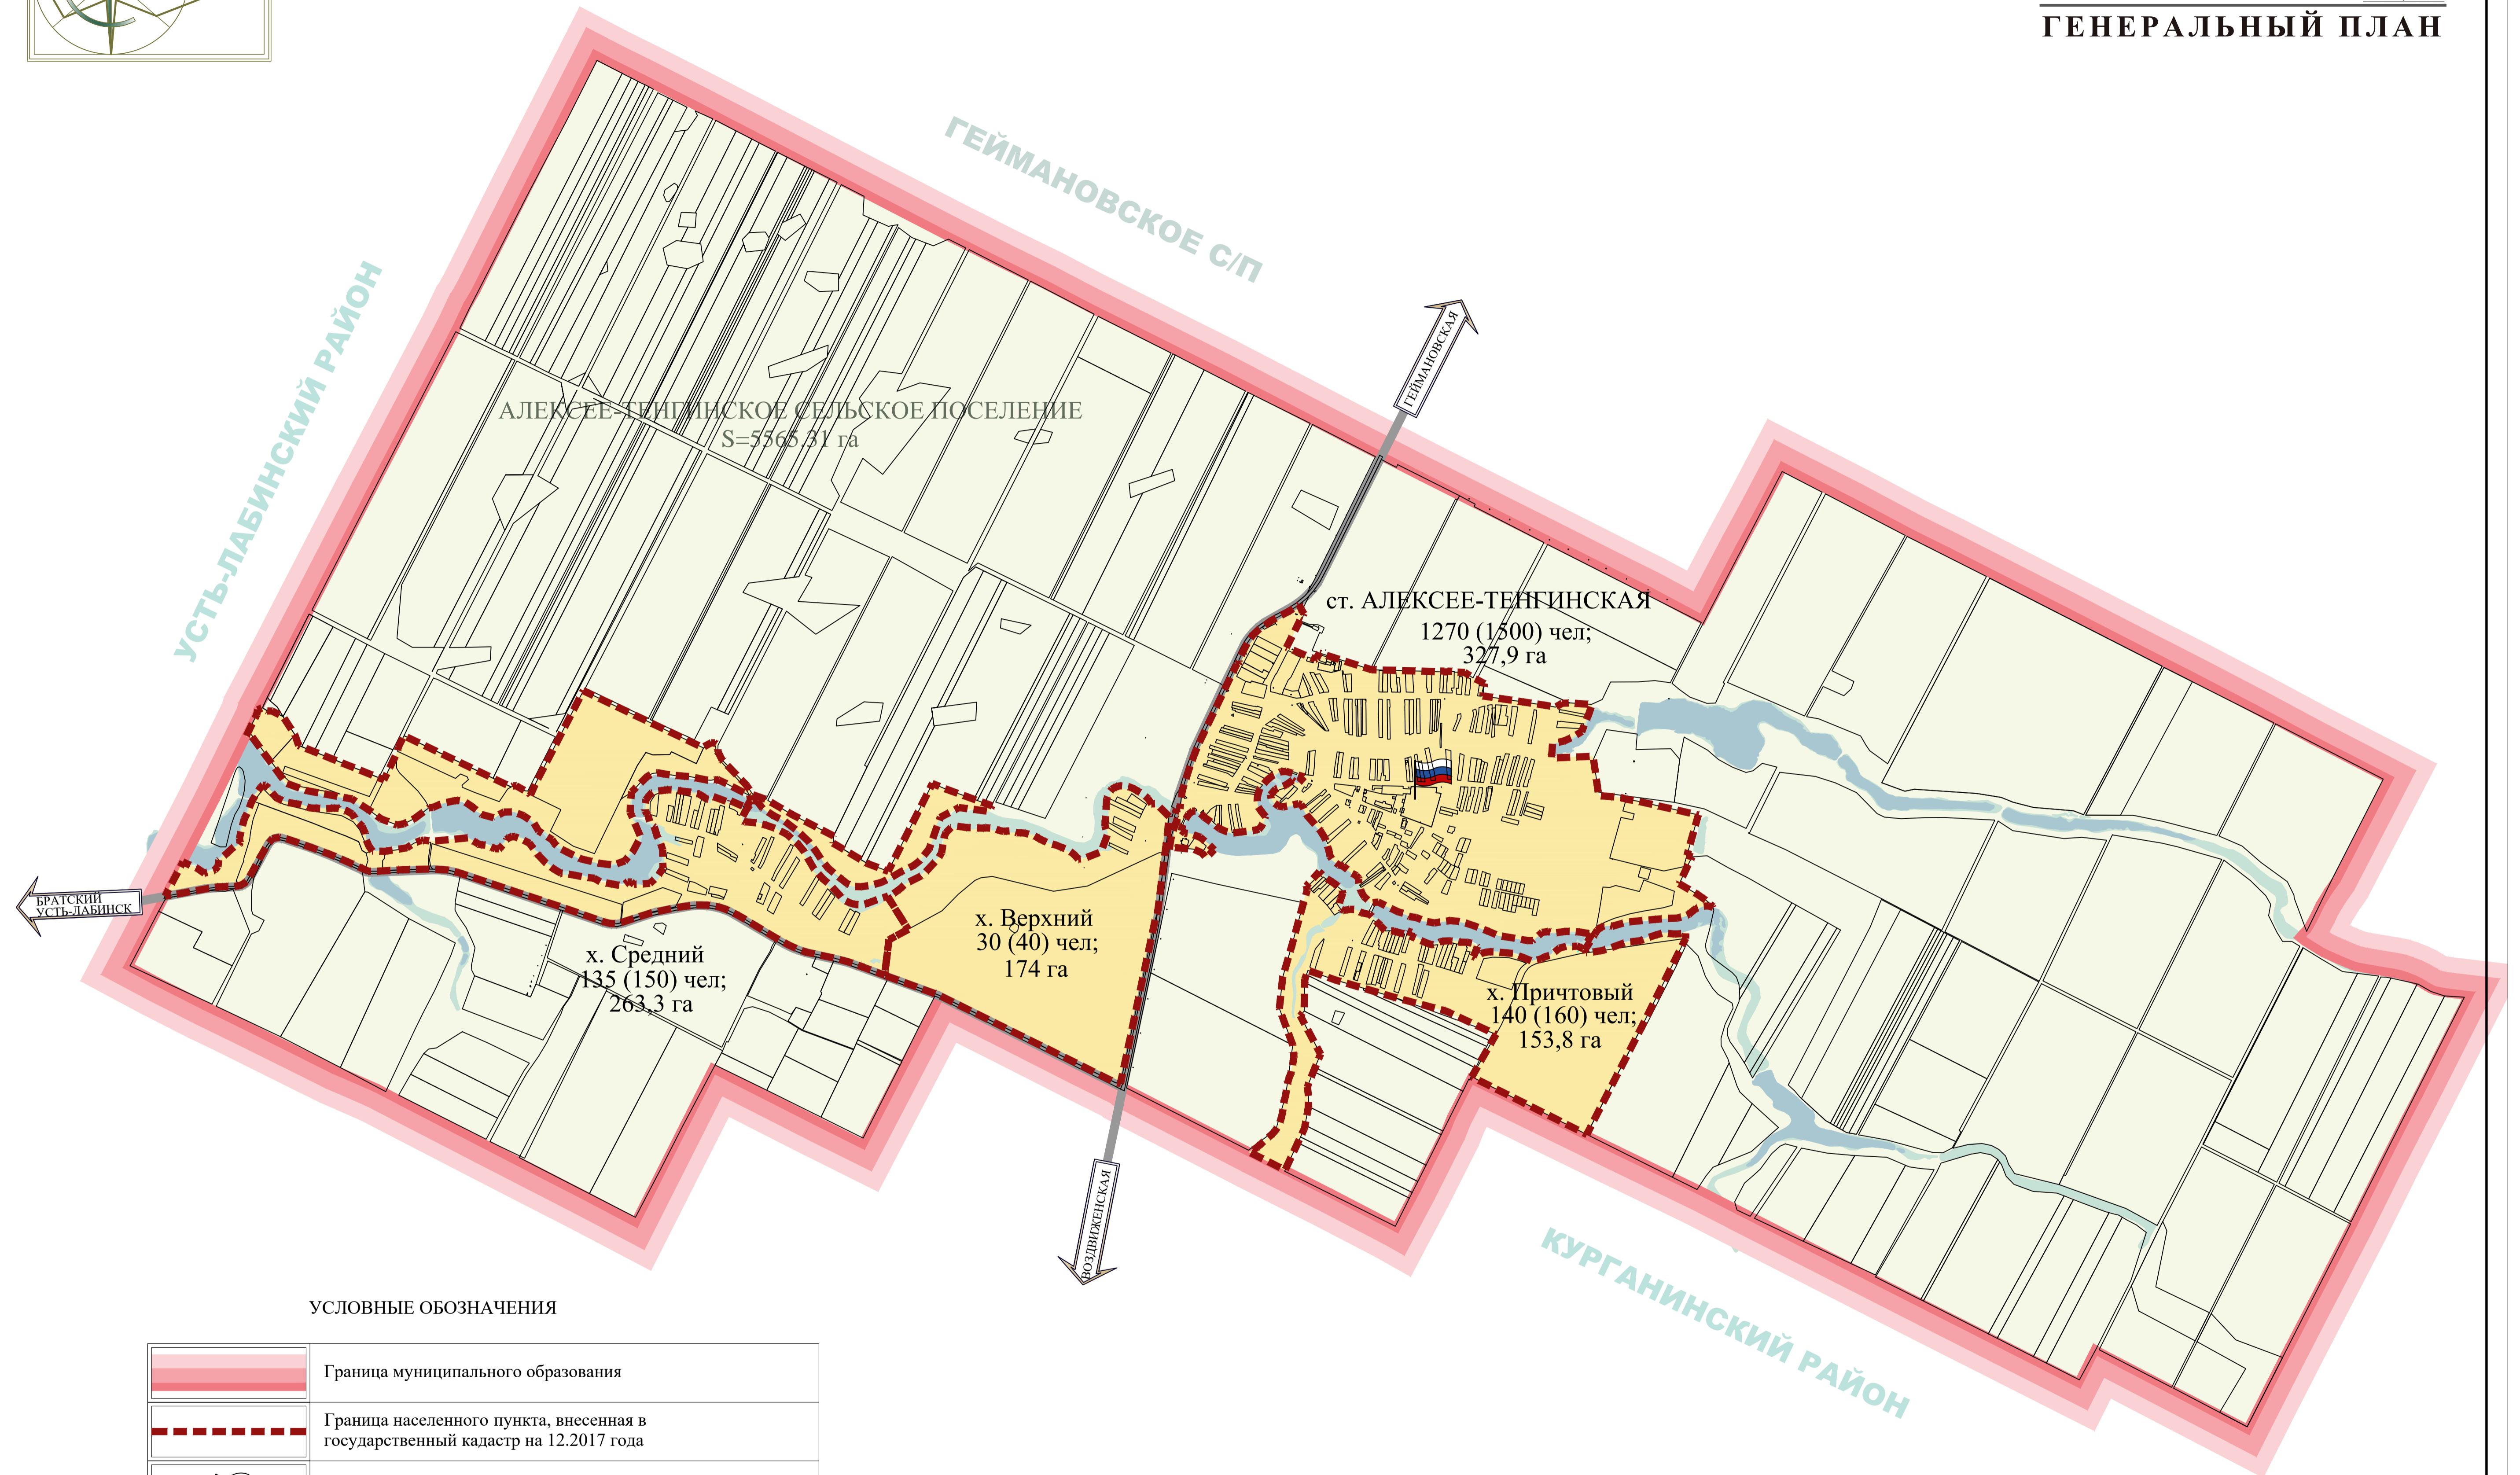 ГЕНЕРАЛЬНЫЙ ПЛАН
ГЕЙМАНОВСКОЕ С/П
УСТЬ-ЛАБИНСКИЙ РАЙОН
ГЕЙМАНОВСКАЯ
АЛЕКСЕЕ-ТЕНГИНСКОЕ СЕЛЬСКОЕ ПОСЕЛЕНИЕ
S=5565.31 га
ст. АЛЕКСЕЕ-ТЕНГИНСКАЯ
1270 (1500) чел;
327,9 га
БРАТСКИЙ
УСТЬ-ЛАБИНСК
х. Верхний
30 (40) чел;
174 га
х. Средний
135 (150) чел;
263,3 га
х. Причтовый
140 (160) чел;
153,8 га
ВОЗДВИЖЕНСКАЯ
КУРГАНИНСКИЙ РАЙОН
УСЛОВНЫЕ ОБОЗНАЧЕНИЯ
Граница муниципального образования
Граница населенного пункта, внесенная в
государственный кадастр на 12.2017 года